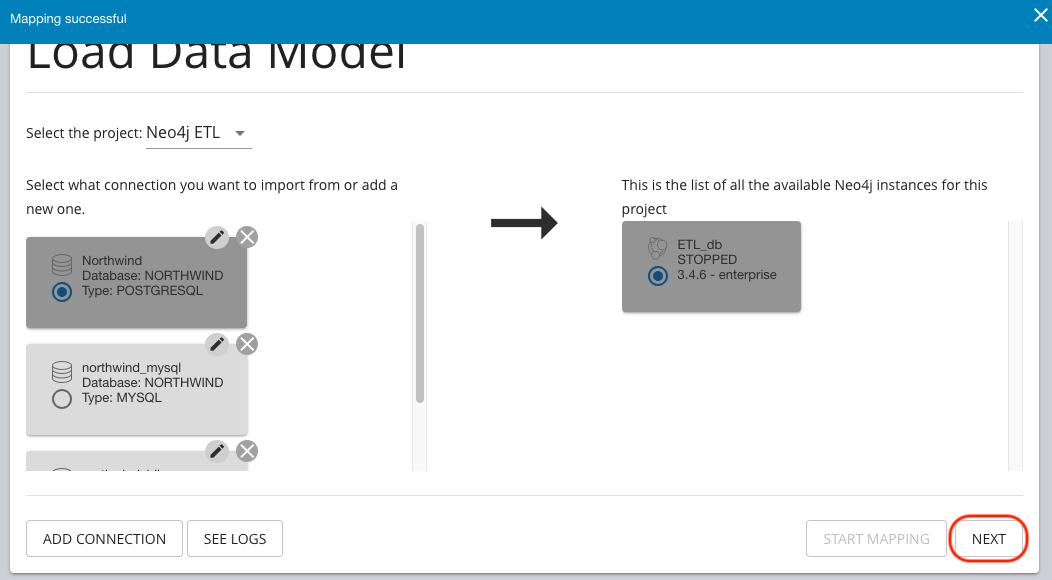 Mapping successful
Load Data Model
Select the project: Neo4j ETL
Select what connection you want to import from or add a
new one.
Northwind
Database: NORTHWIND
Type: POSTGRESQL
northwind_mysql
Database: NORTHWIND
Type: MYSQL
This is the list of all the available Neo4j instances for this
project
ETL_db
STOPPED
3.4.6 - enterprise
ADD CONNECTION
SEE LOGS
START MAPPING
NEXT